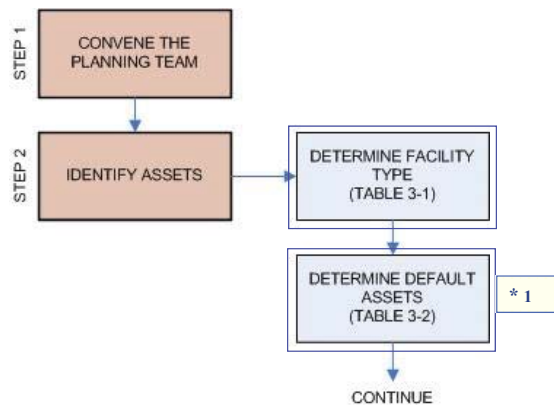 STEP 1
CONVENE THE
PLANNING TEAM
STEP 2
IDENTIFY ASSETS
DETERMINE FACILITY
TYPE
(TABLE 3-1)
DETERMINE DEFAULT
ASSETS
(TABLE 3-2)
* 1
CONTINUE